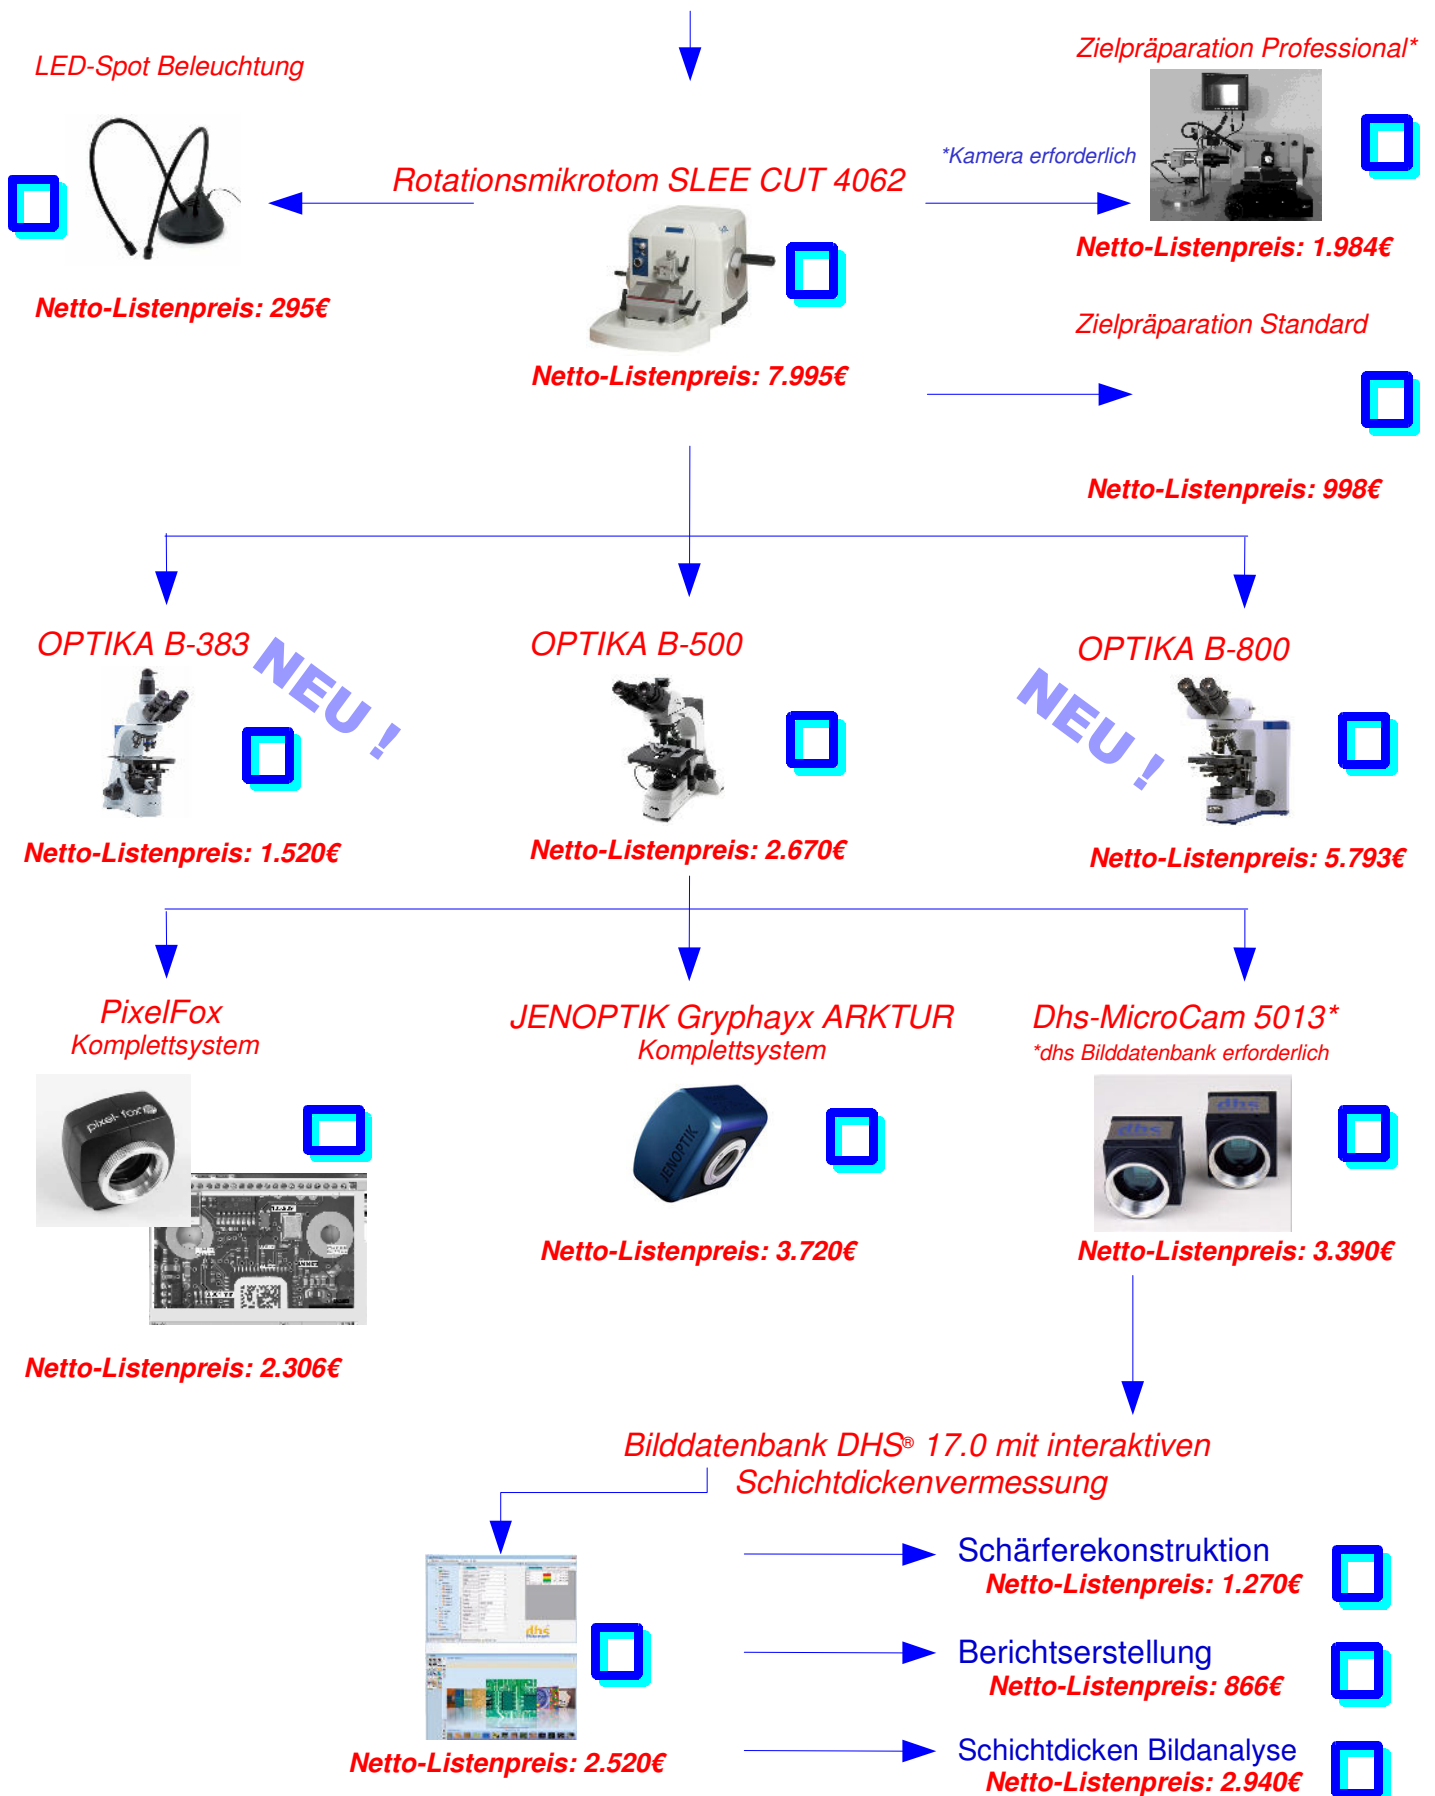 LED-Spot Beleuchtung
Zielpräparation Professional*
*Kamera erforderlich
Rotationsmikrotom SLEE CUT 4062
Netto-Listenpreis: 1.984€
Netto-Listenpreis: 295€
Zielpräparation Standard
Netto-Listenpreis: 7.995€
Netto-Listenpreis: 998€
OPTIKA B-383
NEU !
OPTIKA B-500
OPTIKA B-800
NEU !
Netto-Listenpreis: 1.520€
Netto-Listenpreis: 2.670€
Netto-Listenpreis: 5.793€
PixelFox
Komplettsystem
JENOPTIK Gryphayx ARKTUR
Komplettsystem
Dhs-MicroCam 5013*
*dhs Bilddatenbank erforderlich
pixel-fox
JENOPTIK
dhs
dhs
Netto-Listenpreis: 3.720€
Netto-Listenpreis: 3.390€
Netto-Listenpreis: 2.306€
Bilddatenbank DHS® 17.0 mit interaktiven
Schichtdickenvermessung
Schärferekonstruktion
Netto-Listenpreis: 1.270€
dhs
Berichtserstellung
Netto-Listenpreis: 866€
Schichtdicken Bildanalyse
Netto-Listenpreis: 2.520€
Netto-Listenpreis: 2.940€